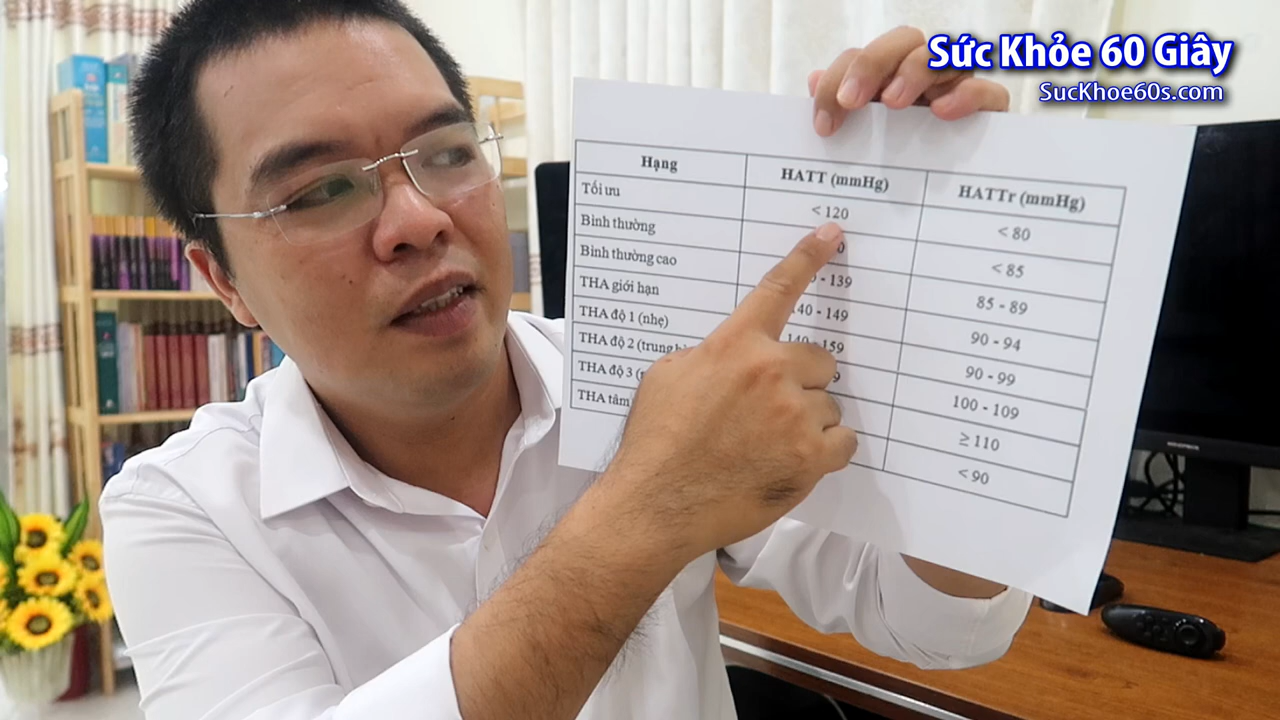 Sức Khỏe 60 Giây
SucKhoe60s.com
Hạng HATT (mmHg) HATTr (mmHg)
Tối ưu < 120 < 80
Bình thường < 85
Bình thường cao - 139 85 - 89
THA giới hạn 140 - 149 90 - 94
THA độ 1 (nhẹ) 140 - 159 90 - 99
THA độ 2 100 - 109
THA độ 3 ≥ 110
THA tâm < 90